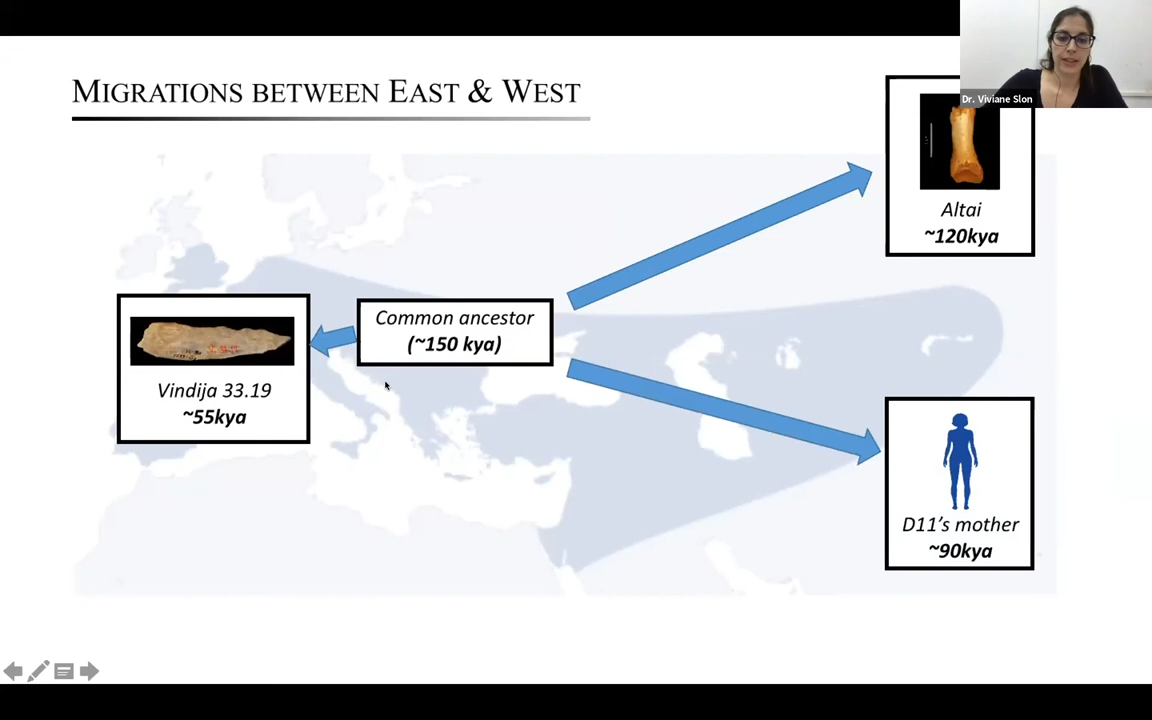 MIGRATIONS BETWEEN EAST & WEST
Dr. Viviane Slon
Altai
~120kya
Common ancestor
(~150 kya)
Vindija 33.19
~55kya
D11's mother
~90kya